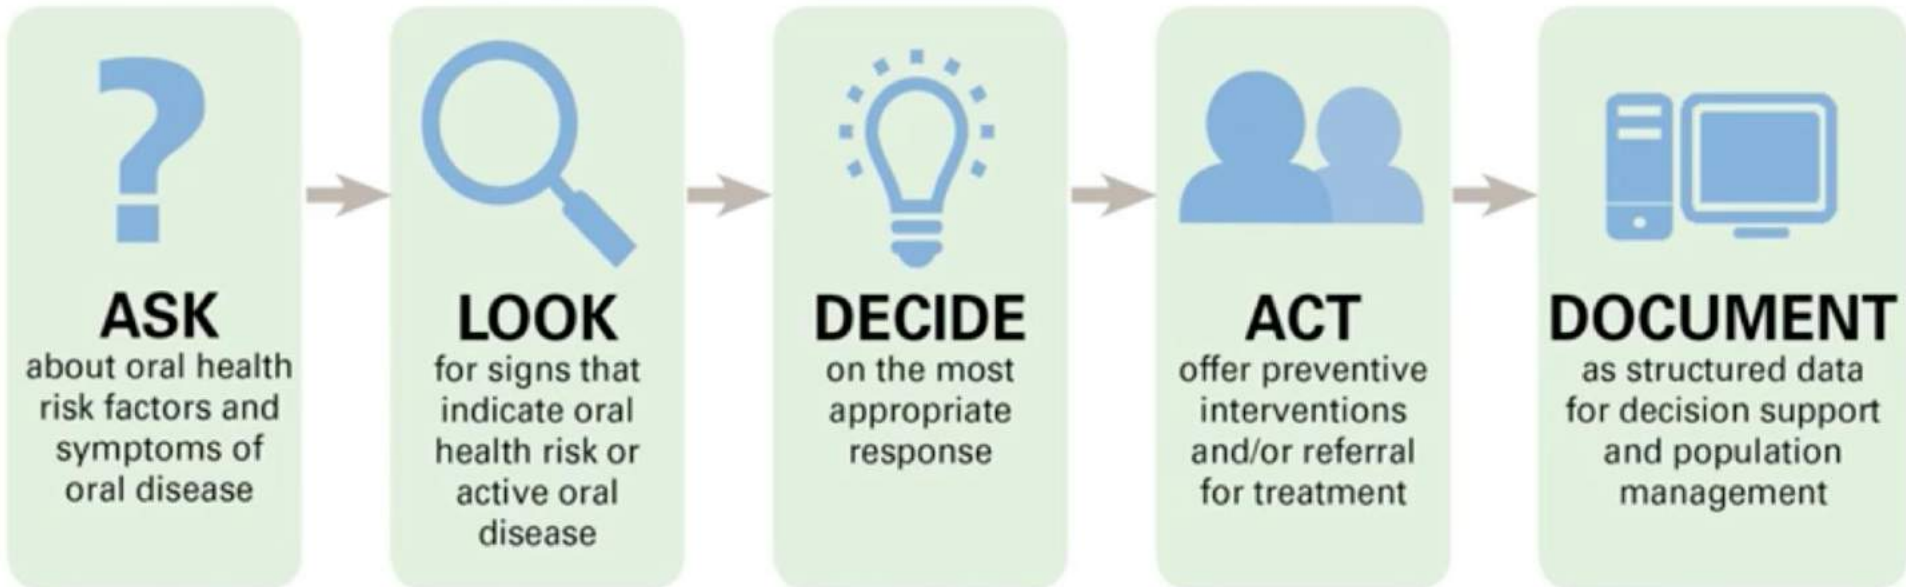 ASK
about oral health
risk factors and
symptoms of
oral disease
LOOK
for signs that
indicate oral
health risk or
active oral
disease
DECIDE
on the most
appropriate
response
ACT
offer preventive
interventions
and/or referral
for treatment
DOCUMENT
as structured data
for decision support
and population
management